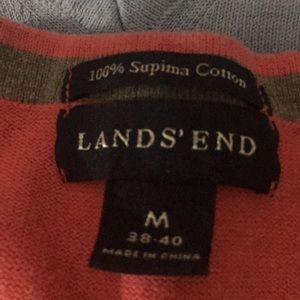 100% Supima Cotton
LANDS' END
M
38-40
MADE IN CHINA